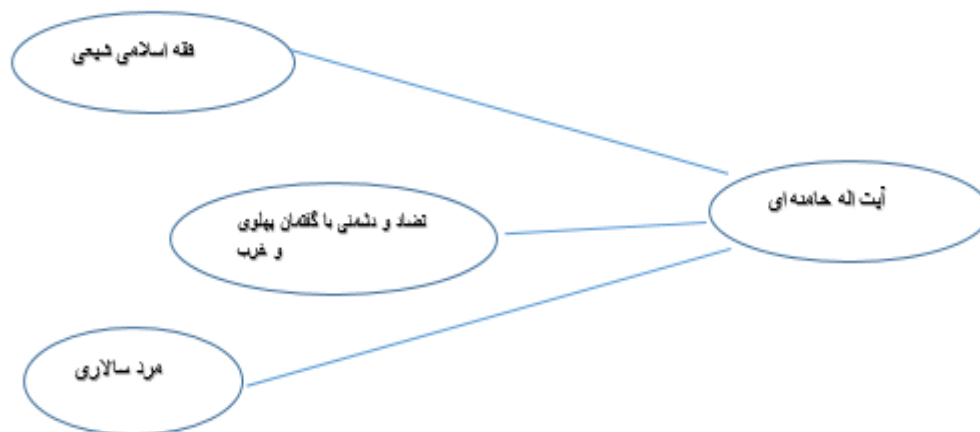 فقه اسلامی شیعی
آیت اله خامنه ای
تضاد و دشمنی با گفتمان پهلوی
و غرب
مرد سالاری